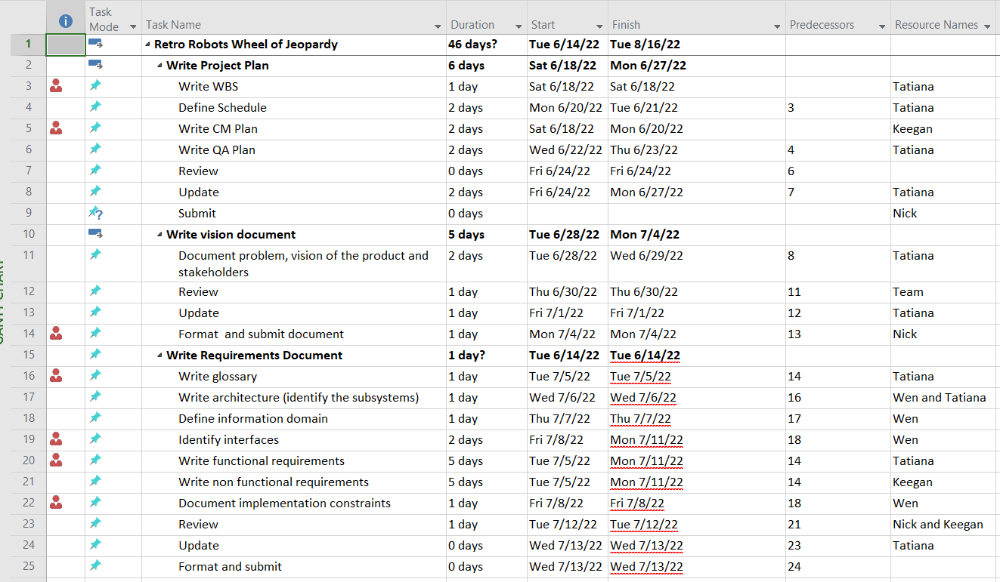 Task Mode Task Name Duration Start Finish Predecessors Resource Names
1 Retro Robots Wheel of Jeopardy 46 days? Tue 6/14/22 Tue 8/16/22
2 Write Project Plan 6 days Sat 6/18/22 Mon 6/27/22
3 Write WBS 1 day Sat 6/18/22 Sat 6/18/22 Tatiana
4 Define Schedule 2 days Mon 6/20/22 Tue 6/21/22 3 Tatiana
5 Write CM Plan 2 days Sat 6/18/22 Mon 6/20/22 Keegan
6 Write QA Plan 2 days Wed 6/22/22 Thu 6/23/22 4 Tatiana
7 Review 0 days Fri 6/24/22 Fri 6/24/22 6
8 Update 2 days Fri 6/24/22 Mon 6/27/22 7 Tatiana
9 Submit 0 days Nick
10 Write vision document 5 days Tue 6/28/22 Mon 7/4/22
11 Document problem, vision of the product and 2 days Tue 6/28/22 Wed 6/29/22 8 Tatiana
stakeholders
12 Review 1 day Thu 6/30/22 Thu 6/30/22 11 Team
13 Update 1 day Fri 7/1/22 Fri 7/1/22 12 Tatiana
14 Format and submit document 1 day Mon 7/4/22 Mon 7/4/22 13 Nick
15 Write Requirements Document 1 day? Tue 6/14/22 Tue 6/14/22
16 Write glossary 1 day Tue 7/5/22 Tue 7/5/22 14 Tatiana
17 Write architecture (identify the subsystems) 1 day Wed 7/6/22 Wed 7/6/22 16 Wen and Tatiana
18 Define information domain 1 day Thu 7/7/22 Thu 7/7/22 17 Wen
19 Identify interfaces 2 days Fri 7/8/22 Mon 7/11/22 18 Wen
20 Write functional requirements 5 days Tue 7/5/22 Mon 7/11/22 14 Tatiana
21 Write non functional requirements 5 days Tue 7/5/22 Mon 7/11/22 14 Keegan
22 Document implementation constraints 1 day Fri 7/8/22 Fri 7/8/22 18 Wen
23 Review 1 day Tue 7/12/22 Tue 7/12/22 21 Nick and Keegan
24 Update 0 days Wed 7/13/22 Wed 7/13/22 23 Tatiana
25 Format and submit 0 days Wed 7/13/22 Wed 7/13/22 24